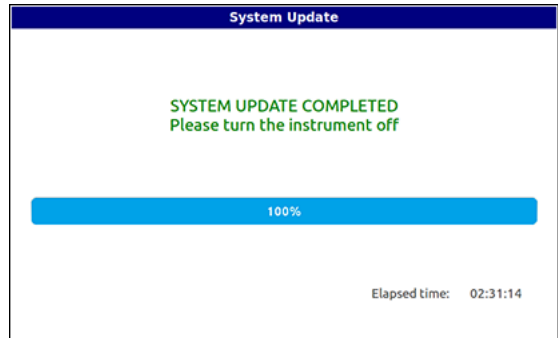 System Update
SYSTEM UPDATE COMPLETED
Please turn the instrument off
100%
Elapsed time: 02:31:14